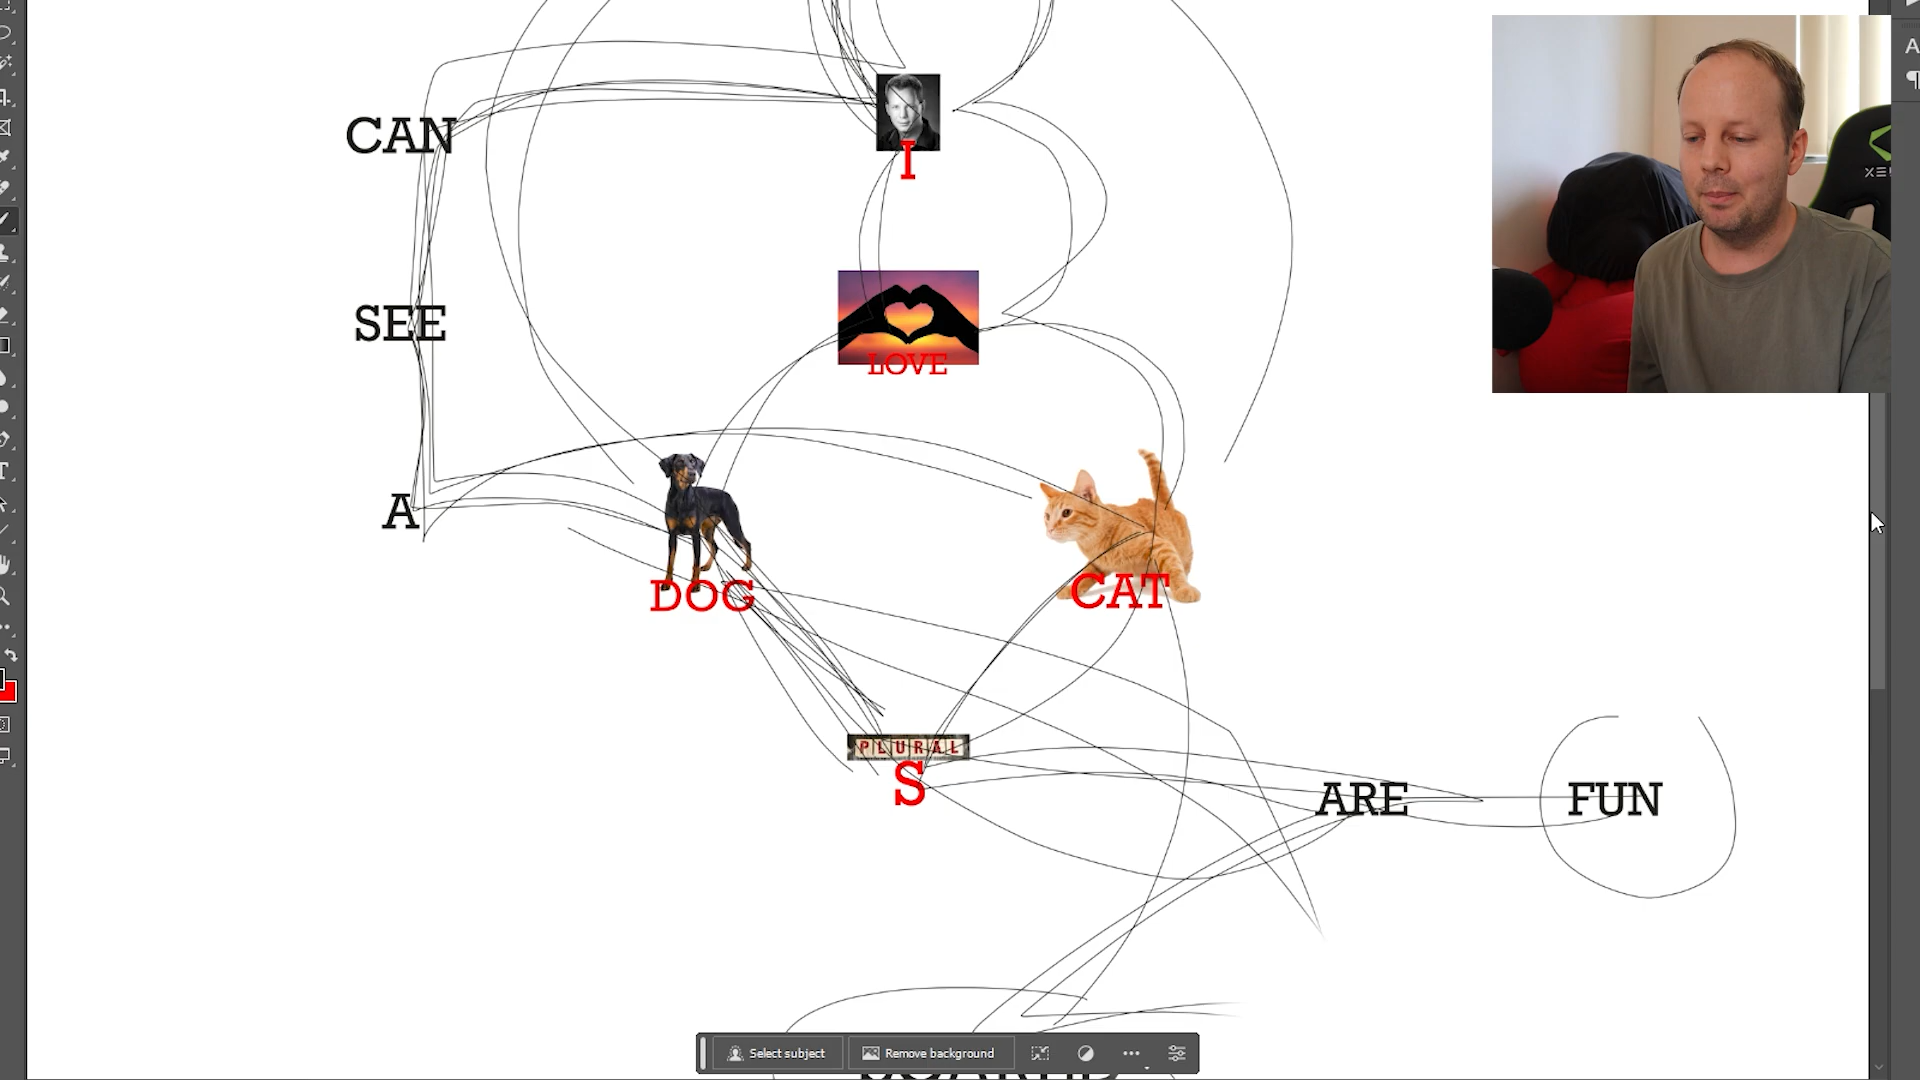 CAN
I
SEE
LOVE
A
DOG
CAT
PLURAL
S
ARE
FUN
Select subject
Remove background